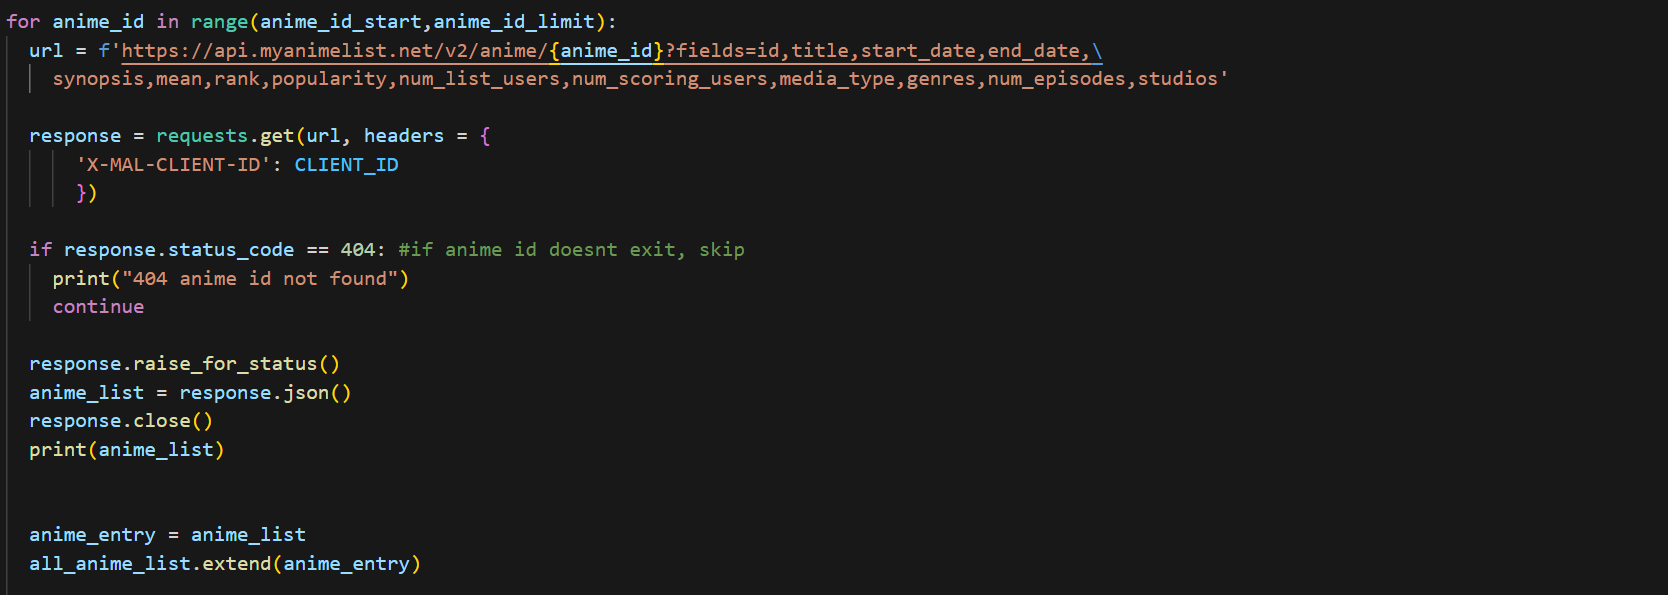 for anime_id in range(anime_id_start,anime_id_limit):
url = f'https://api.myanimelist.net/v2/anime/{anime_id}?fields=id,title,start_date,end_date,\
synopsis,mean,rank,popularity,num_list_users,num_scoring_users,media_type,genres,num_episodes,studios'
response = requests.get(url, headers = {
'X-MAL-CLIENT-ID': CLIENT_ID
})
if response.status_code == 404: #if anime id doesnt exit, skip
print("404 anime id not found")
continue
response.raise_for_status()
anime_list = response.json()
response.close()
print(anime_list)
anime_entry = anime_list
all_anime_list.extend(anime_entry)